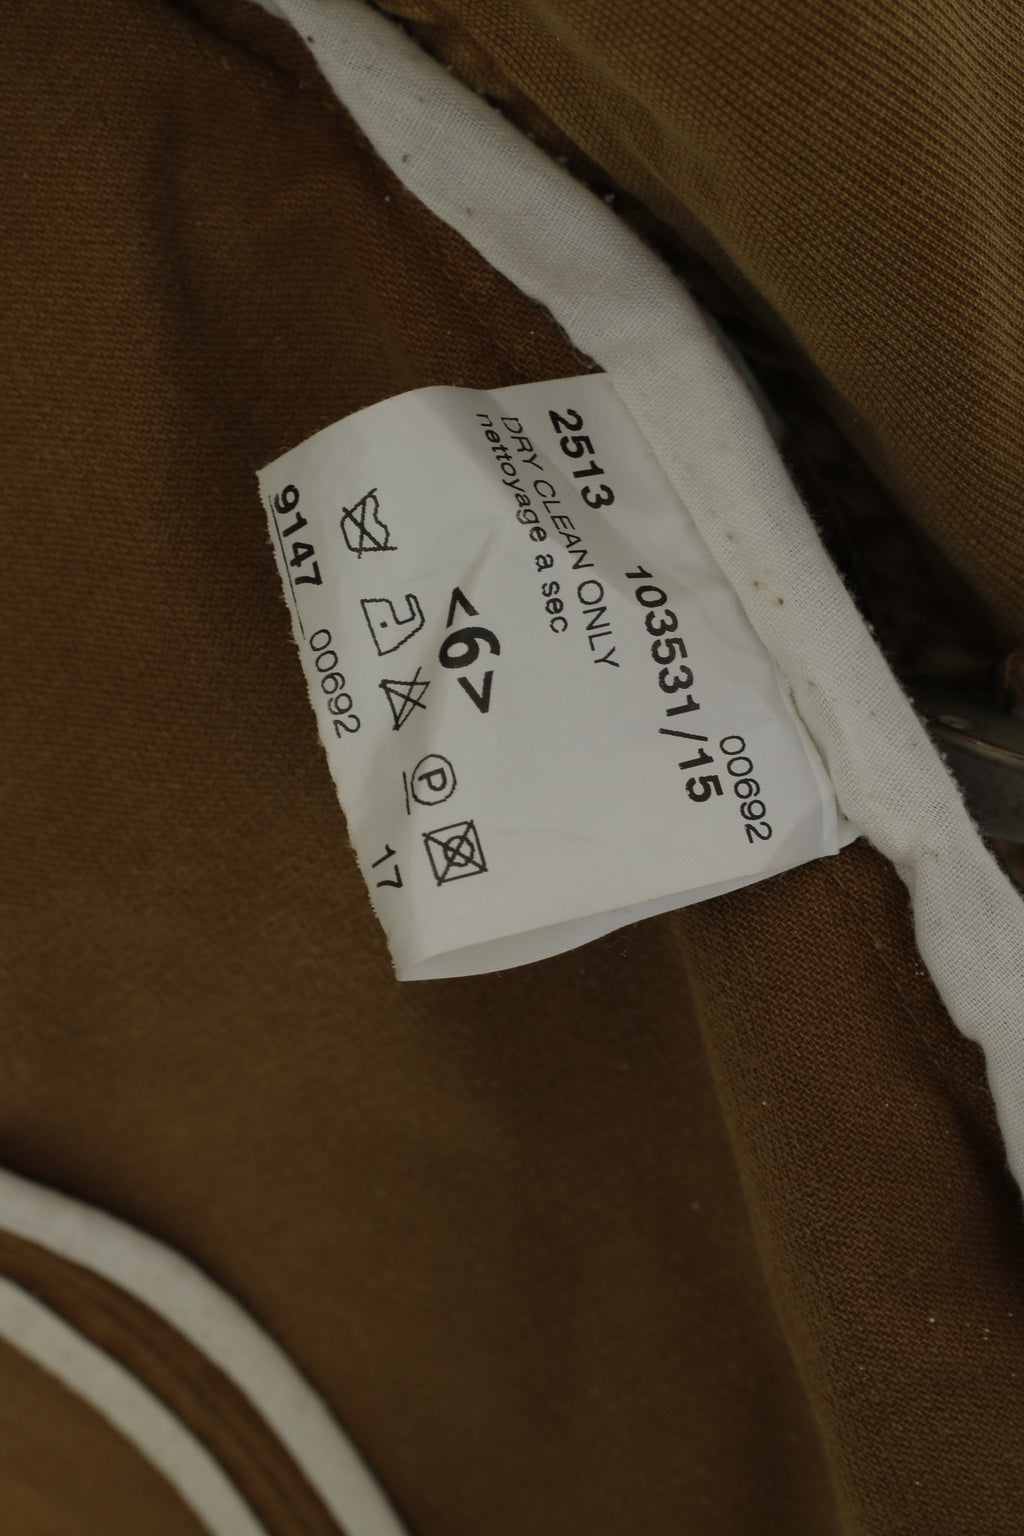 00692
103531 /15
2513
DRY CLEAN ONLY
nettoyage a sec
<6>
P
9147 00692 17